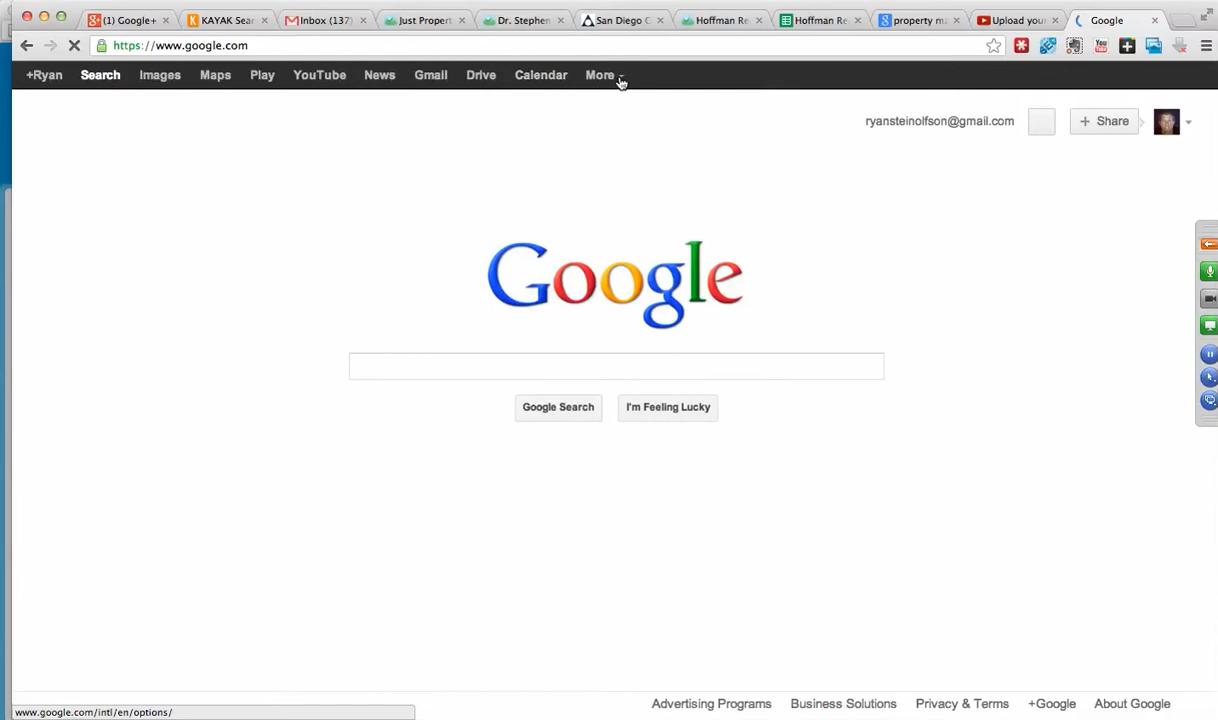 (1) Google+ KAYAK Sear Inbox (137) Just Propert Dr. Stephen San Diego C Hoffman Re Hoffman Re property ma Upload your Google
https://www.google.com
+Ryan Search Images Maps Play YouTube News Gmail Drive Calendar More
ryansteinolfson@gmail.com + Share
Google
Google Search I'm Feeling Lucky
www.google.com/intl/en/options/ Advertising Programs Business Solutions Privacy & Terms +Google About Google